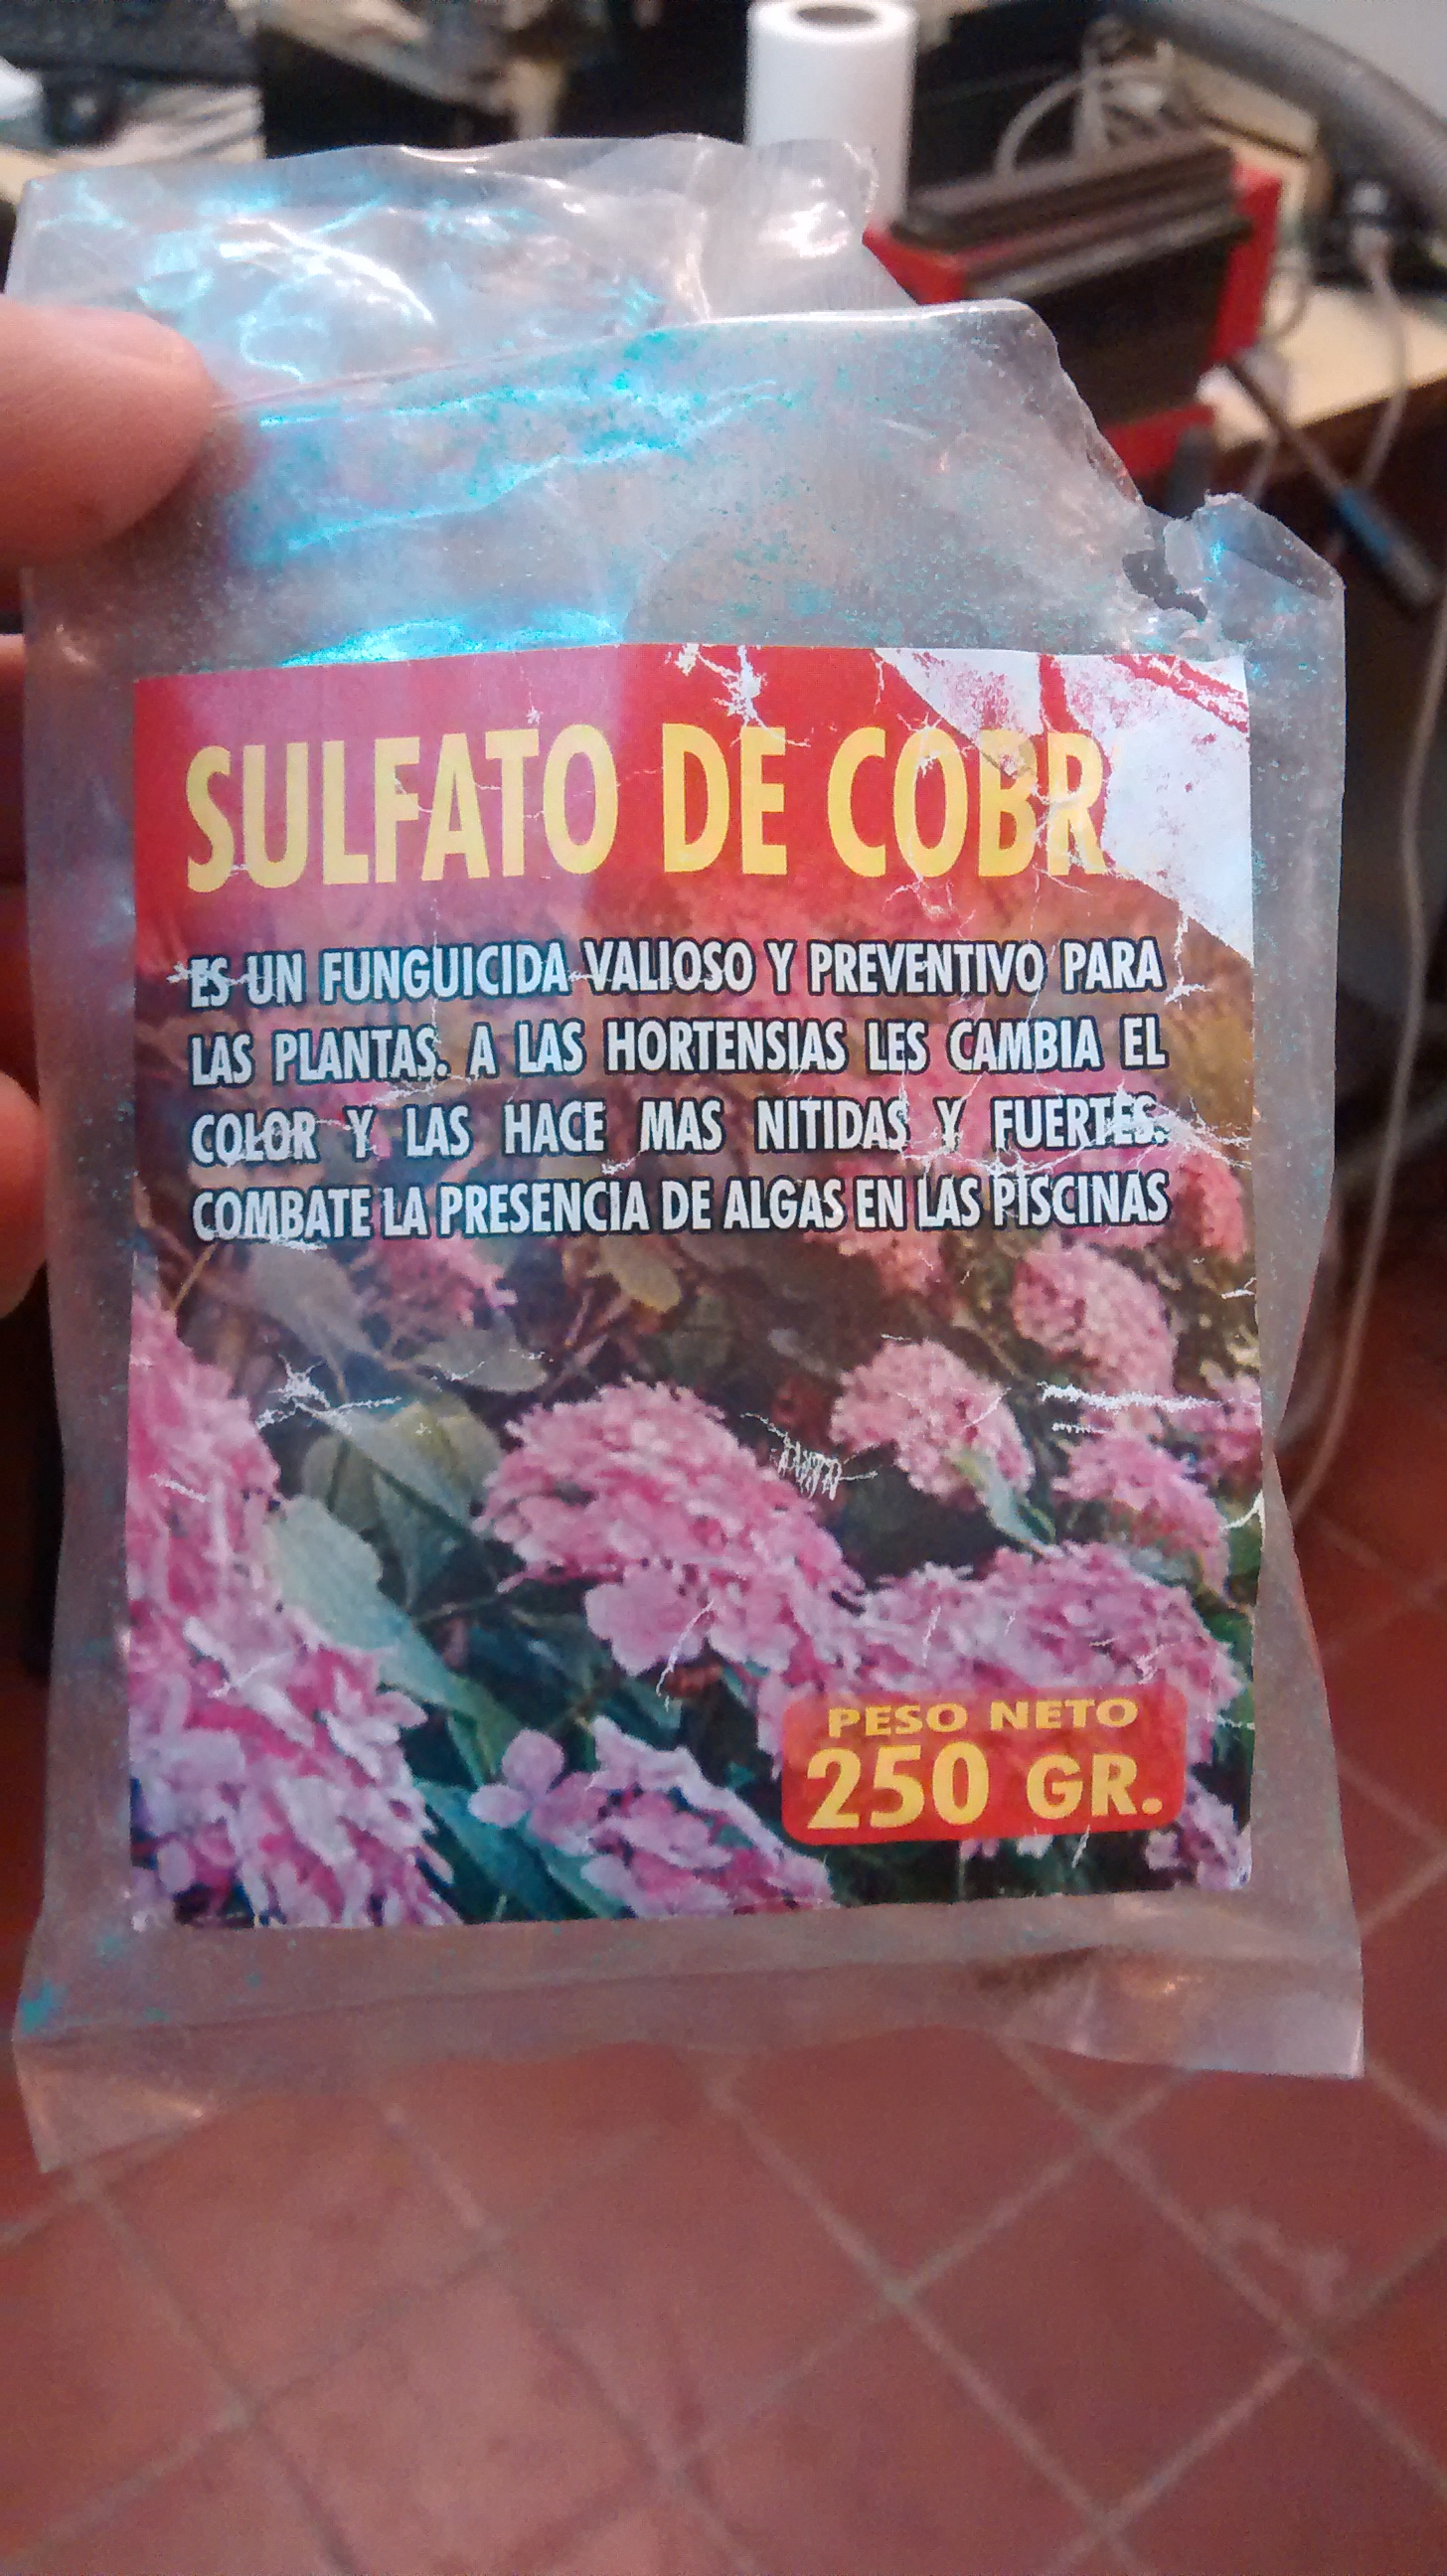 SULFATO DE COBR
ES UN FUNGUICIDA VALIOSO Y PREVENTIVO PARA
LAS PLANTAS. A LAS HORTENSIAS LES CAMBIA EL
COLOR Y LAS HACE MAS NITIDAS Y FUERTES.
COMBATE LA PRESENCIA DE ALGAS EN LAS PISCINAS
PESO NETO
250 GR.